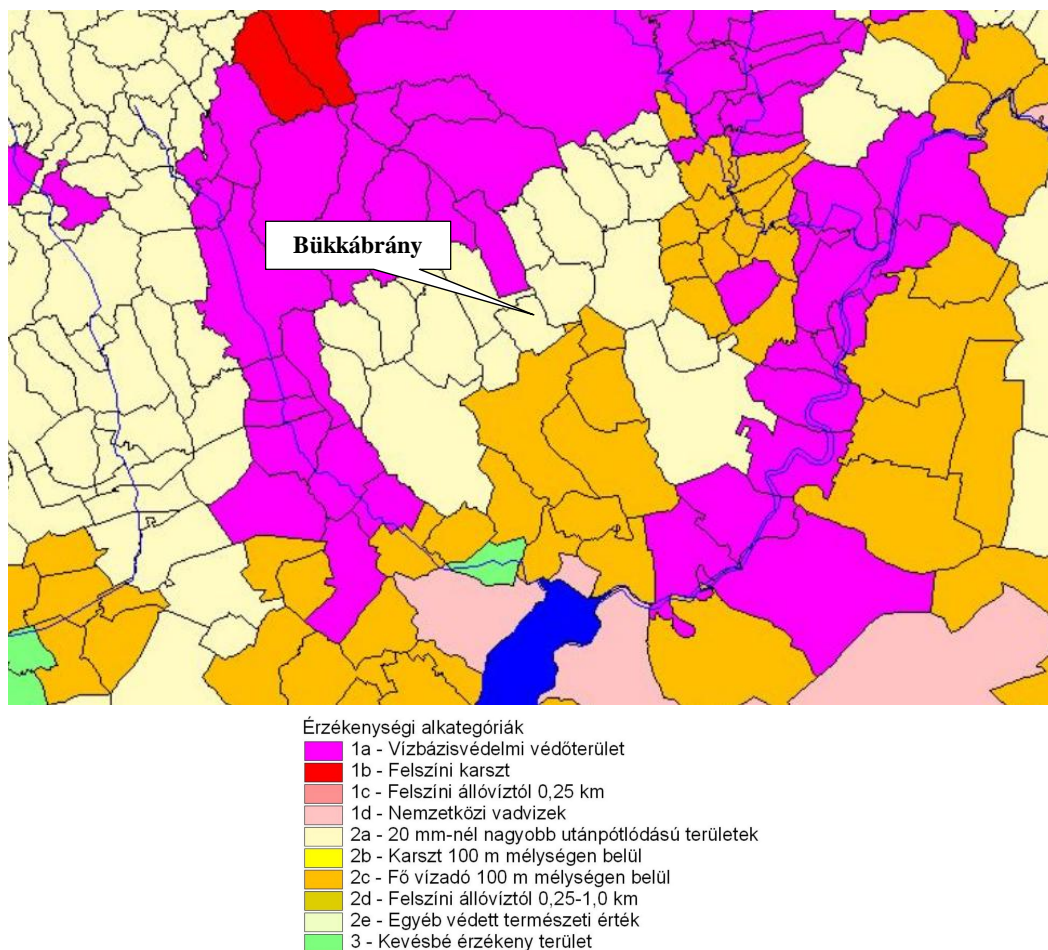 Bükkábrány
Érzékenységi alkategóriák
1a - Vízbázisvédelmi védőterület
1b - Felszíni karszt
1c - Felszíni állóvíztól 0,25 km
1d - Nemzetközi vadvizek
2a - 20 mm-nél nagyobb utánpótlódású területek
2b - Karszt 100 m mélységen belül
2c - Fő vízadó 100 m mélységen belül
2d - Felszíni állóvíztól 0,25-1,0 km
2e - Egyéb védett természeti érték
3 - Kevésbé érzékeny terület